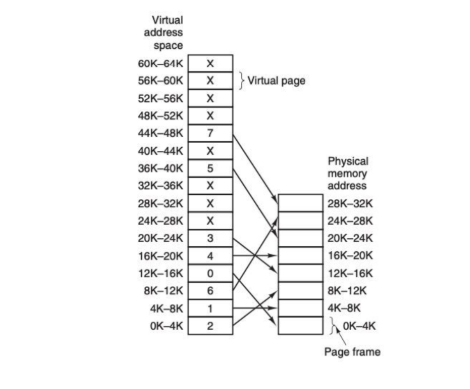 Virtual
address
space
60K–64K X
56K–60K X } Virtual page
52K–56K X
48K–52K X
44K–48K 7
40K–44K X
36K–40K 5
32K–36K X
28K–32K X
24K–28K X
20K–24K 3
16K–20K 4
12K–16K 0
8K–12K 6
4K–8K 1
0K–4K 2
Physical
memory
address
28K–32K
24K–28K
20K–24K
16K–20K
12K–16K
8K–12K
4K–8K
0K–4K
Page frame